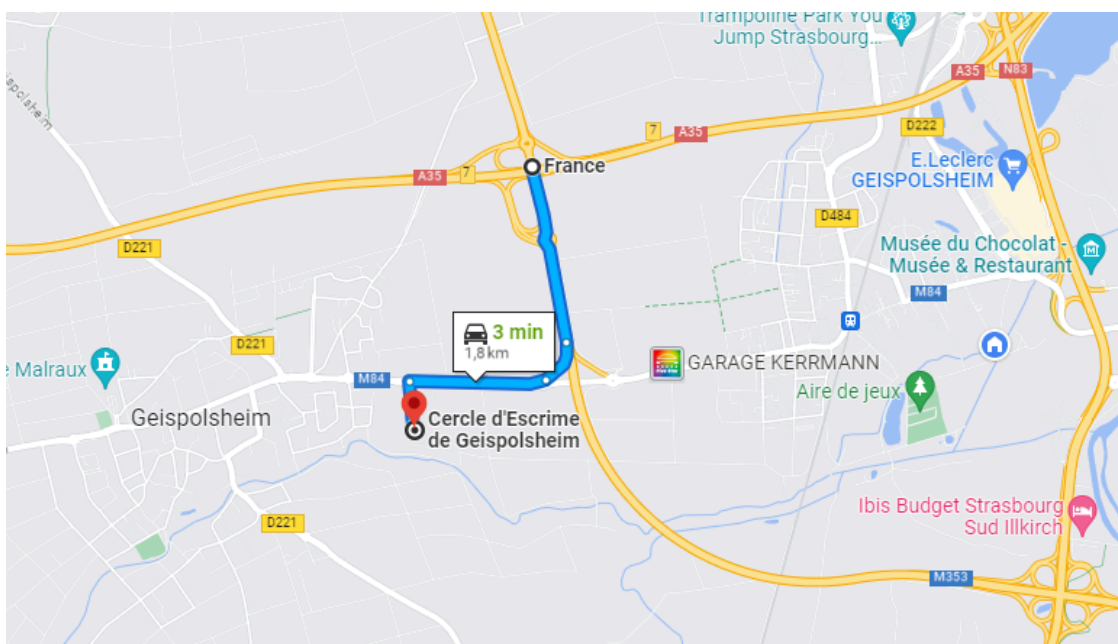 Trampoline Park You
Jump Strasbourg...
A35
N83
7
A35
D222
France
A35
7
E.Leclerc
GEISPOLSHEIM
D484
D221
Musée du Chocolat -
Musée & Restaurant
M84
3 min
1,8 km
D221
GARAGE KERRMANN
Malraux
M84
Aire de jeux
Geispolsheim
Cercle d'Escrime
de Geispolsheim
Ibis Budget Strasbourg
Sud Illkirch
D221
M353